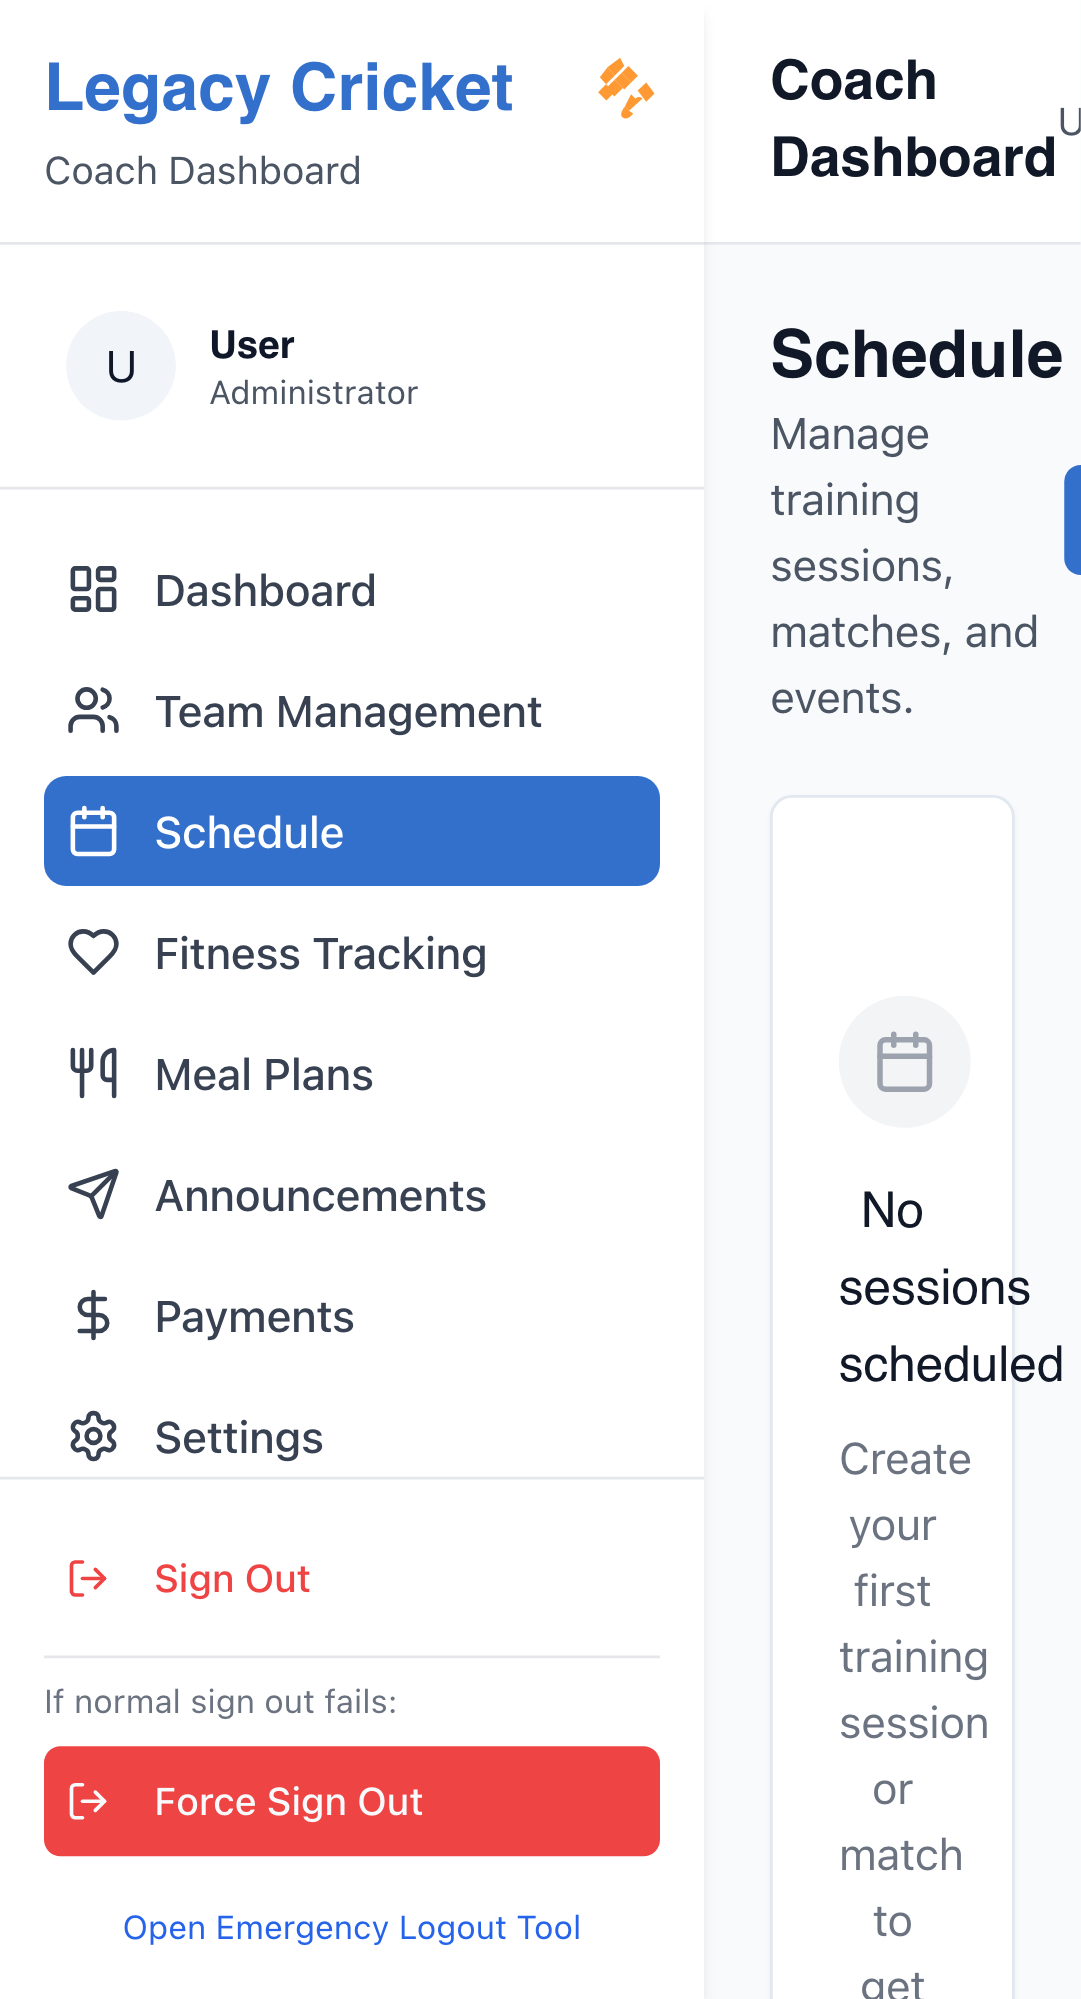 Legacy Cricket
Coach Dashboard
U
User
Administrator
Dashboard
Team Management
Schedule
Fitness Tracking
Meal Plans
Announcements
Payments
Settings
Sign Out
If normal sign out fails:
Force Sign Out
Open Emergency Logout Tool
Coach
Dashboard
U
Schedule
Manage
training
sessions,
matches, and
events.
No
sessions
scheduled
Create
your
first
training
session
or
match
to
get